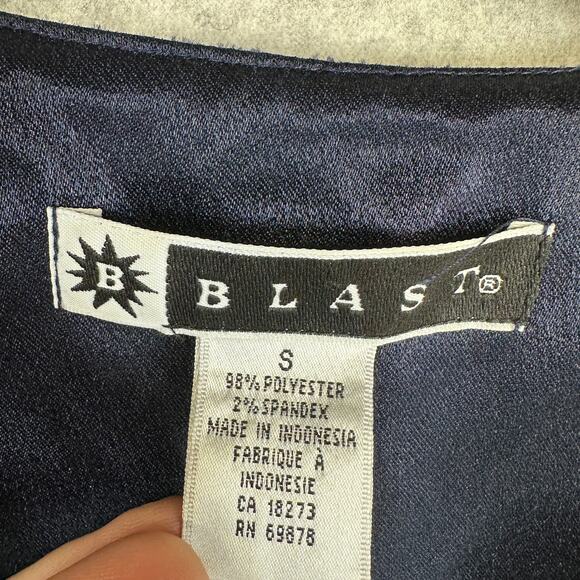 B BLAST®
S
98% POLYESTER
2% SPANDEX
MADE IN INDONESIA
FABRIQUE À
INDONESIE
CA 18273
RN 69878